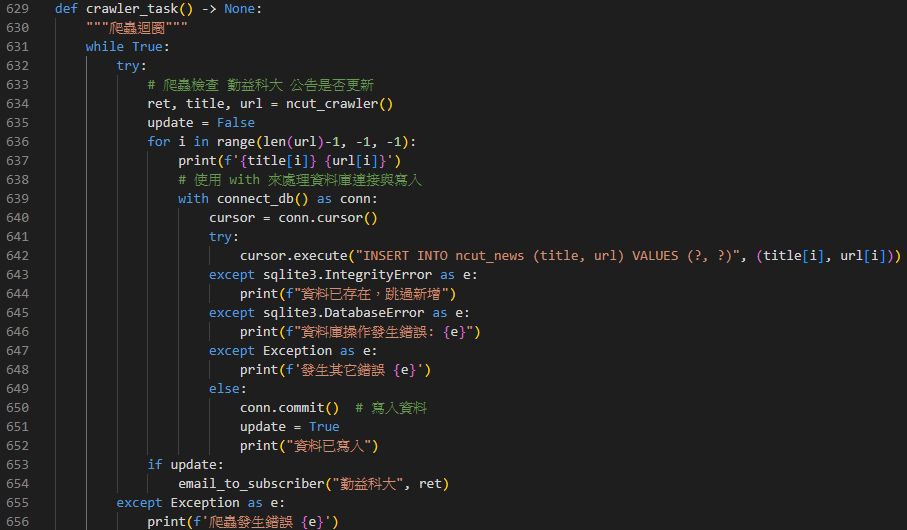 629 def crawler_task() -> None:
630     """爬蟲迴圈"""
631     while True:
632         try:
633             # 爬蟲檢查 勤益科大 公告是否更新
634             ret, title, url = ncut_crawler()
635             update = False
636             for i in range(len(url)-1, -1, -1):
637                 print(f'{title[i]} {url[i]}')
638                 # 使用 with 來處理資料庫連接與寫入
639                 with connect_db() as conn:
640                     cursor = conn.cursor()
641                     try:
642                         cursor.execute("INSERT INTO ncut_news (title, url) VALUES (?, ?)", (title[i], url[i]))
643                     except sqlite3.IntegrityError as e:
644                         print(f"資料已存在，跳過新增")
645                     except sqlite3.DatabaseError as e:
646                         print(f"資料庫操作發生錯誤: {e}")
647                     except Exception as e:
648                         print(f'發生其它錯誤 {e}')
649                     else:
650                         conn.commit()  # 寫入資料
651                         update = True
652                         print("資料已寫入")
653             if update:
654                 email_to_subscriber("勤益科大", ret)
655         except Exception as e:
656             print(f'爬蟲發生錯誤 {e}')